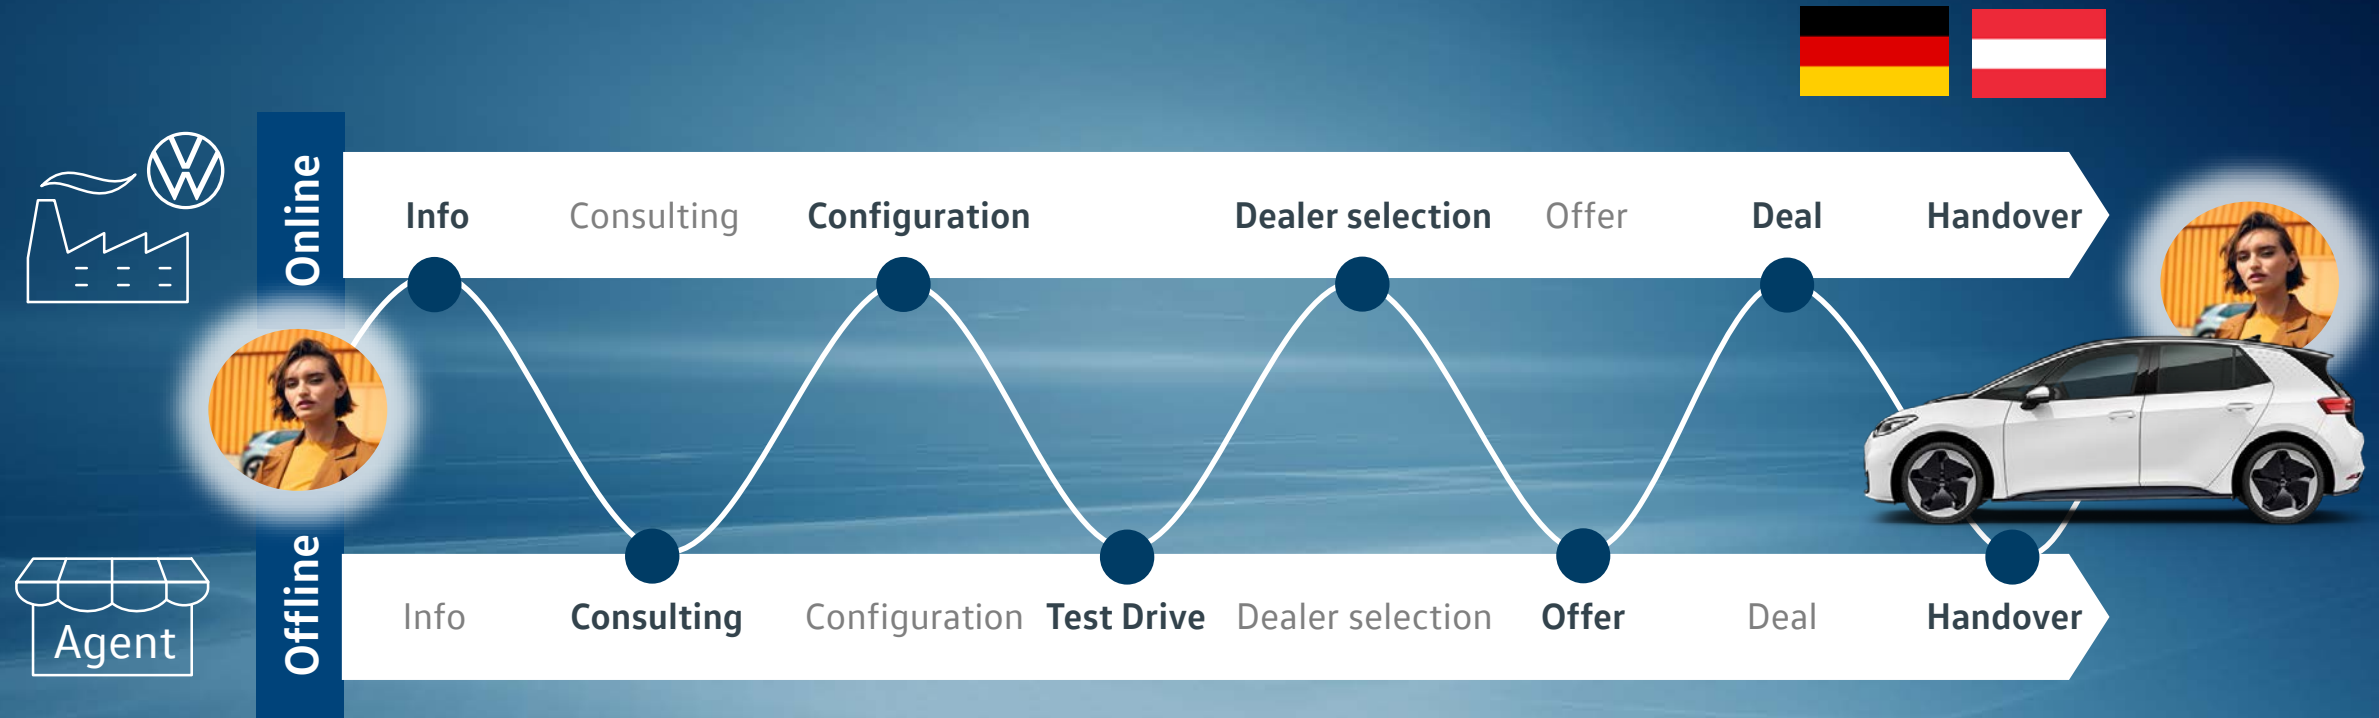 Online
Info Consulting Configuration Dealer selection Offer Deal Handover
Offline
Agent
Info Consulting Configuration Test Drive Dealer selection Offer Deal Handover